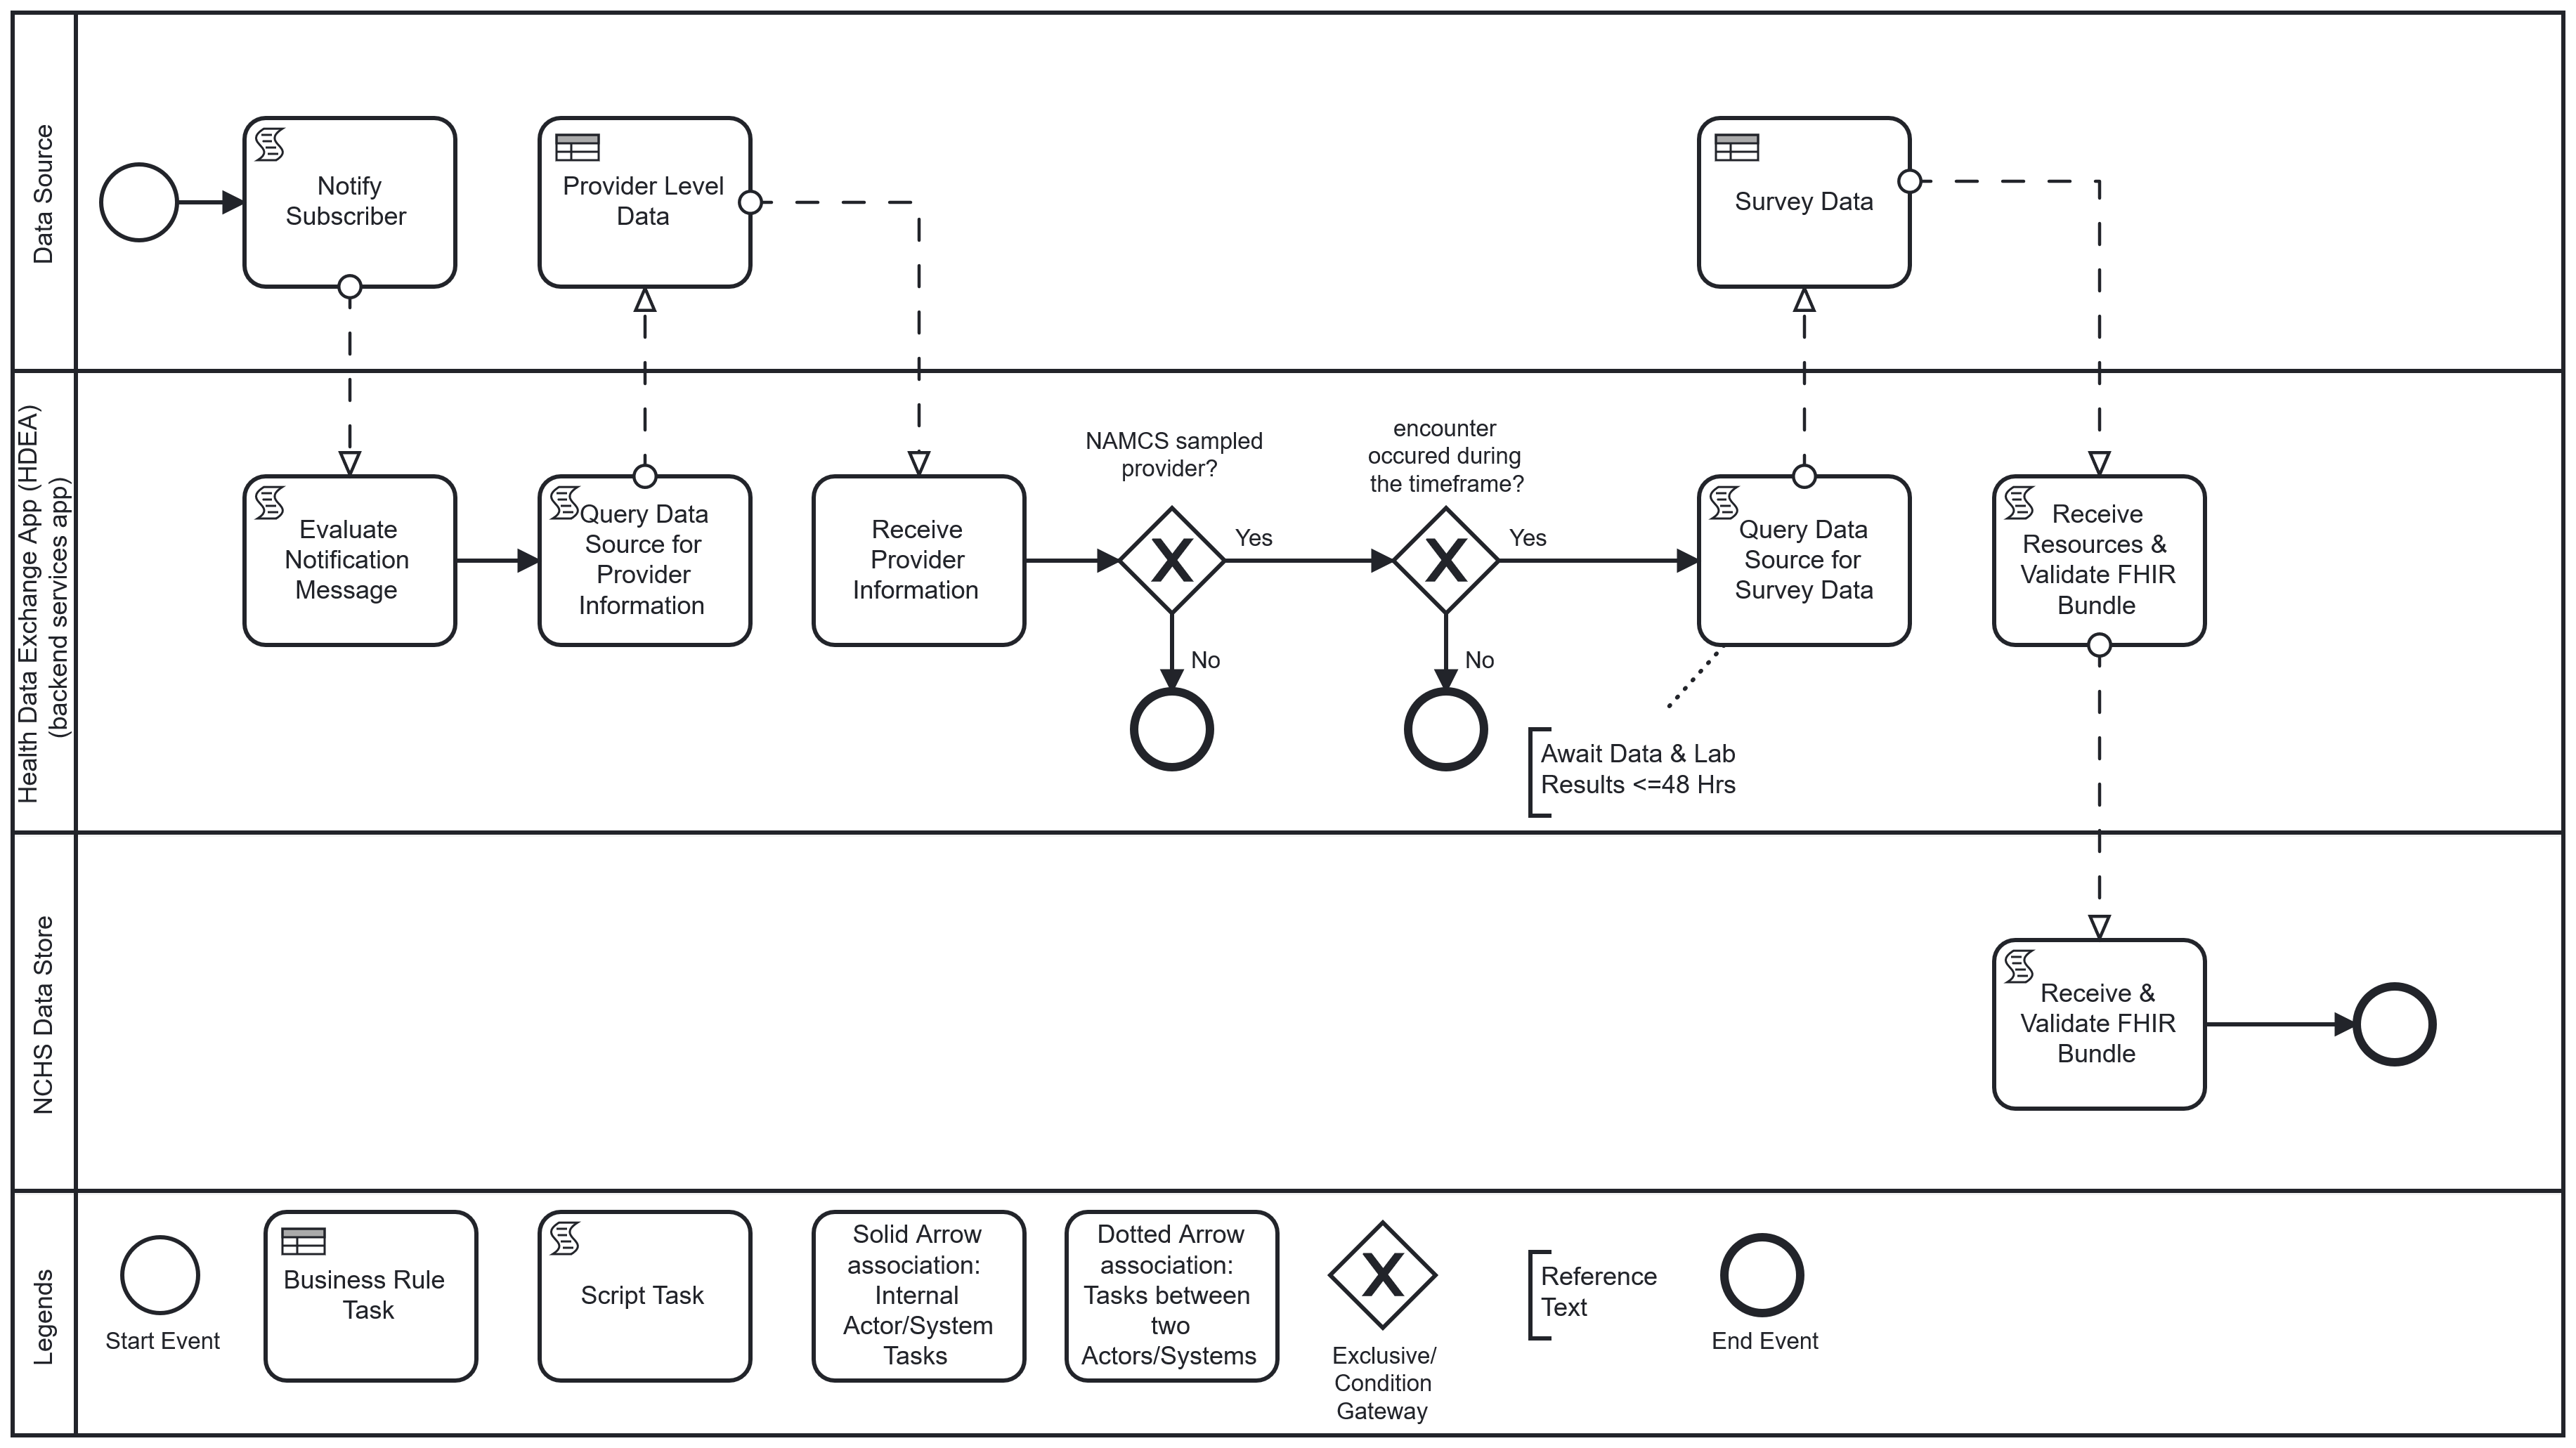 Data Source
Notify
Subscriber
Provider Level
Data
Survey Data
Health Data Exchange App (HDEA)
(backend services app)
Evaluate
Notification
Message
Query Data
Source for
Provider
Information
Receive
Provider
Information
NAMCS sampled
provider?
Yes
No
encounter
occured during
the timeframe?
Yes
No
Query Data
Source for
Survey Data
Await Data & Lab
Results <=48 Hrs
Receive
Resources &
Validate FHIR
Bundle
NCHS Data Store
Receive &
Validate FHIR
Bundle
Legends
Start Event
Business Rule
Task
Script Task
Solid Arrow
association:
Internal
Actor/System
Tasks
Dotted Arrow
association:
Tasks between
two
Actors/Systems
Exclusive/
Condition
Gateway
Reference
Text
End Event